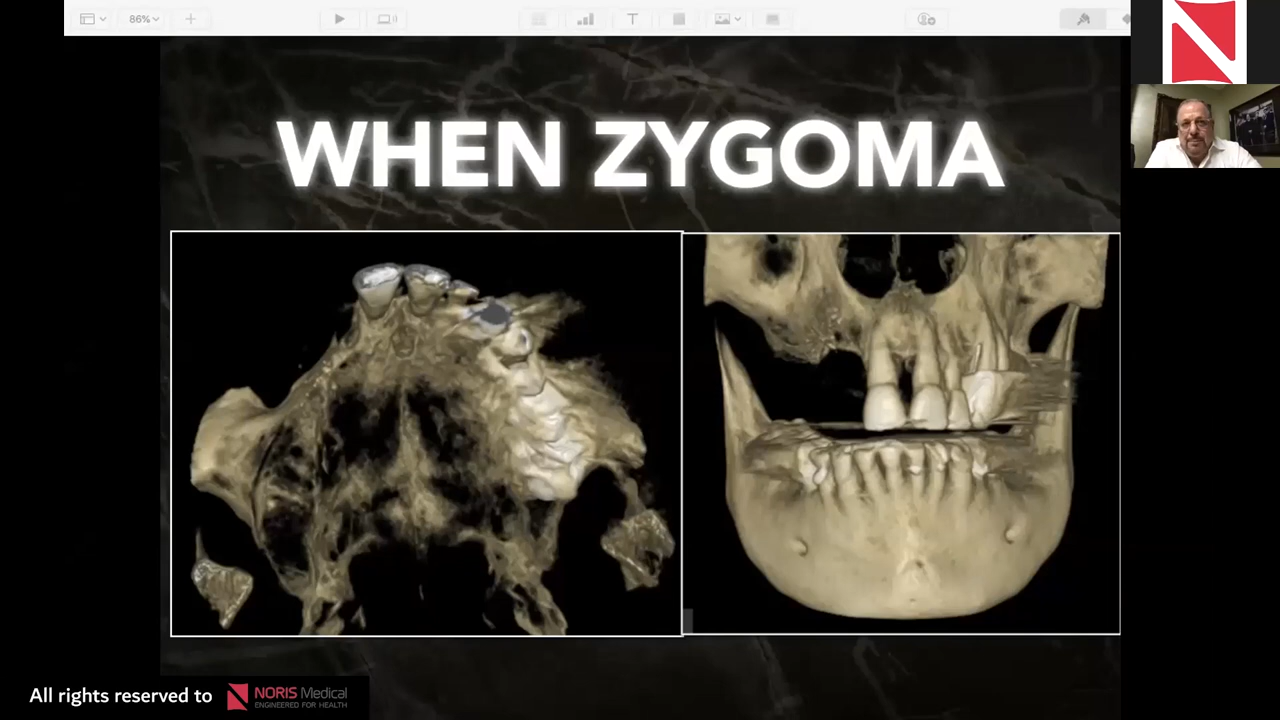 86%
WHEN ZYGOMA
All rights reserved to
NORIS Medical
ENGINEERED FOR HEALTH